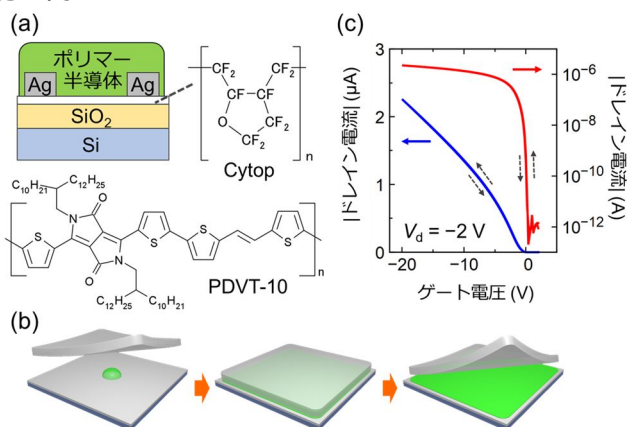 (a)
ポリマー
半導体
Ag
Ag
SiO2
Si
CF2
CF2
CF
CF
O
CF2
CF2
CF2
n
Cytop
C10H21
C12H25
N
O
S
S
S
S
O
N
n
C12H25
C10H21
PDVT-10
(c)
|ドレイン電流| (μA)
3
2
1
0
10−6
10−8
10−10
10−12
|ドレイン電流| (A)
Vd = −2 V
−20
−10
0
ゲート電圧 (V)
(b)